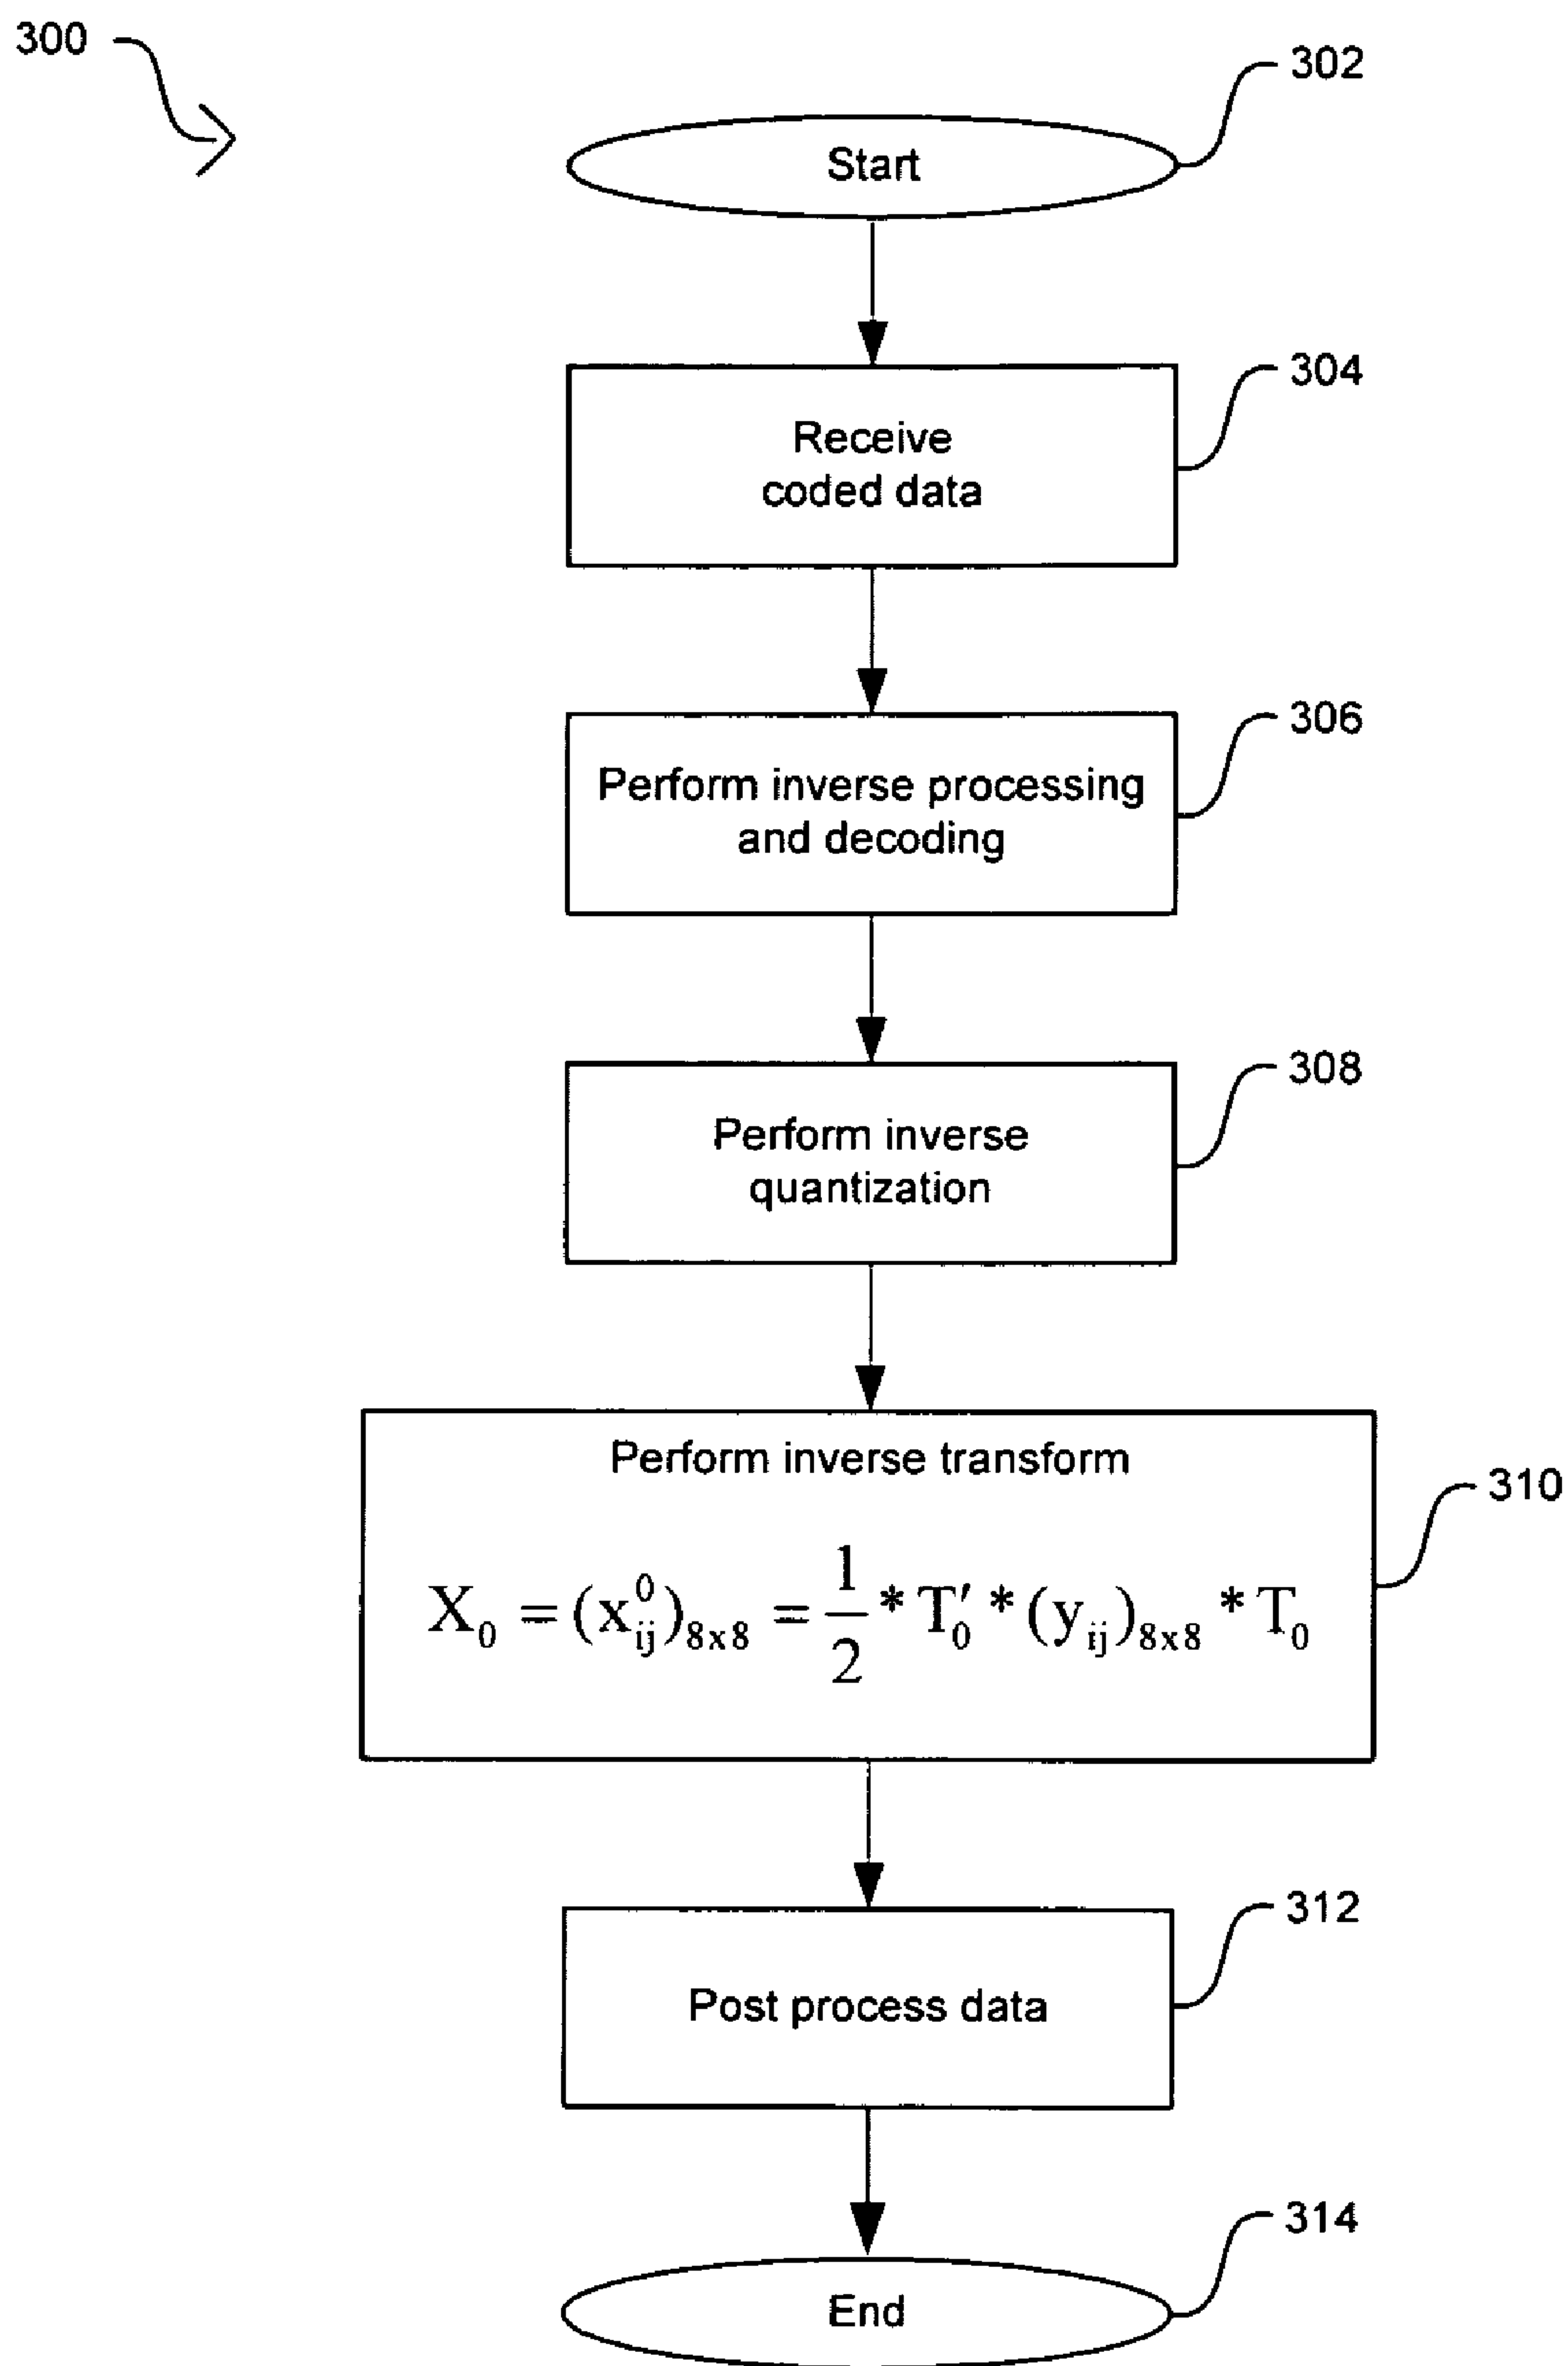 300
302
Start
304
Receive
coded data
306
Perform inverse processing
and decoding
308
Perform inverse
quantization
Perform inverse transform
310
X₀ = (x⁰ᵢⱼ)₈ₓ₈ = 1/2 * T₀′ * (yᵢⱼ)₈ₓ₈ * T₀
312
Post process data
314
End